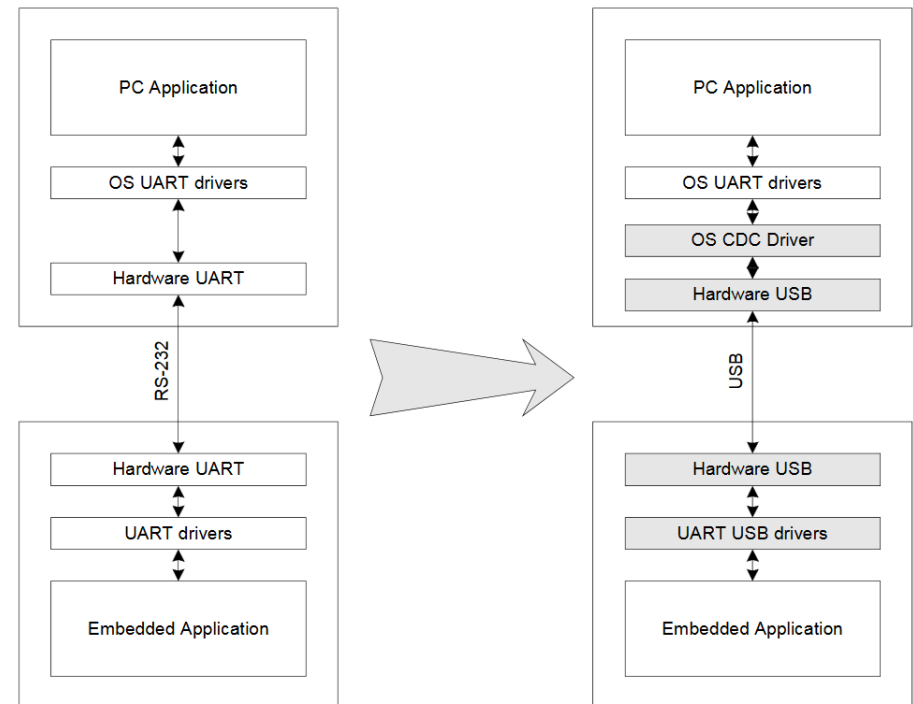 PC Application
OS UART drivers
Hardware UART
RS-232
Hardware UART
UART drivers
Embedded Application
PC Application
OS UART drivers
OS CDC Driver
Hardware USB
USB
Hardware USB
UART USB drivers
Embedded Application